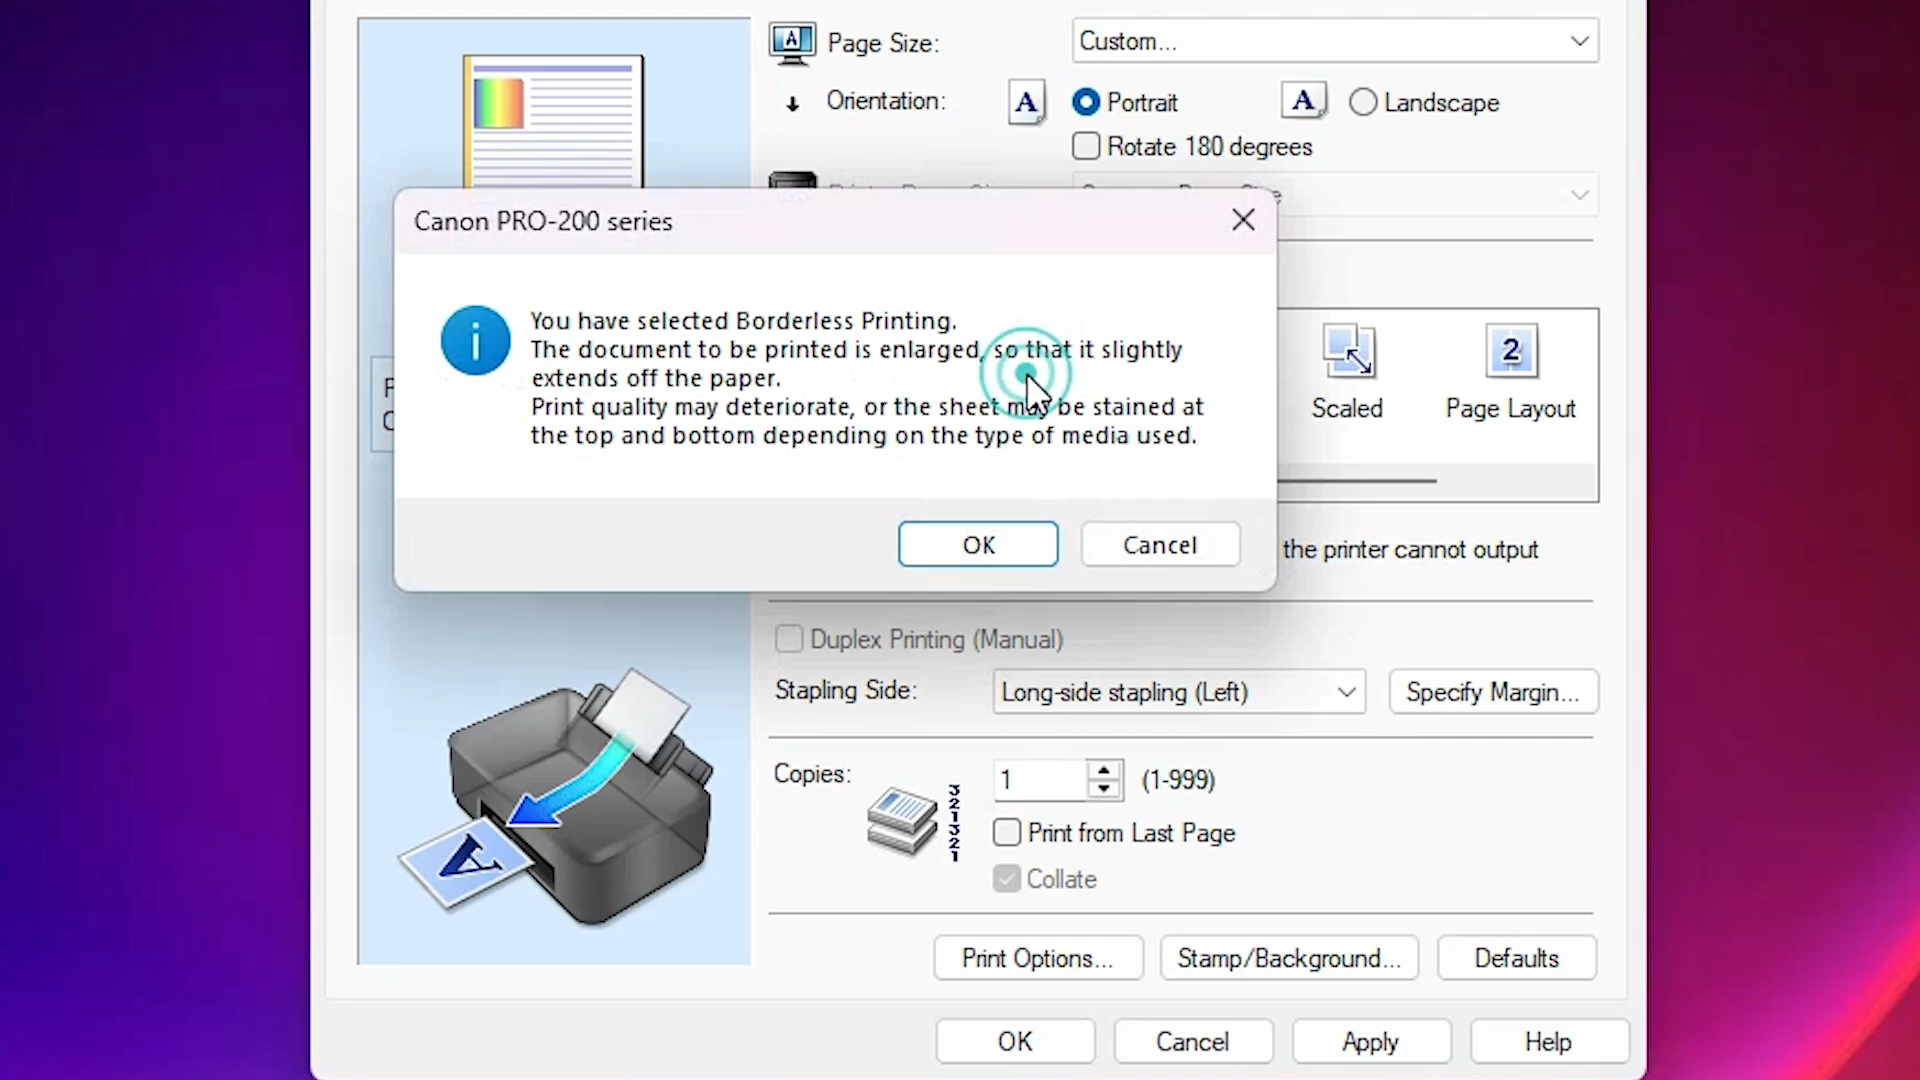 Page Size:
Custom...
Orientation:
A
Portrait
A
Landscape
Rotate 180 degrees
Canon PRO-200 series
You have selected Borderless Printing.
The document to be printed is enlarged, so that it slightly
extends off the paper.
Print quality may deteriorate, or the sheet may be stained at
the top and bottom depending on the type of media used.
OK
Cancel
Scaled
2
Page Layout
the printer cannot output
Duplex Printing (Manual)
Stapling Side:
Long-side stapling (Left)
Specify Margin...
Copies:
1
(1-999)
321321
Print from Last Page
Collate
A
Print Options...
Stamp/Background...
Defaults
OK
Cancel
Apply
Help